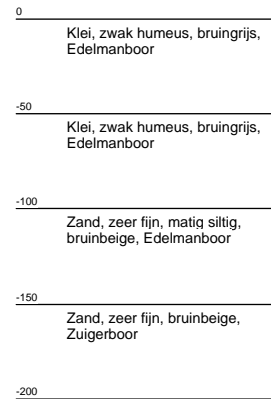 0
Klei, zwak humeus, bruingrijs,
Edelmanboor
-50
Klei, zwak humeus, bruingrijs,
Edelmanboor
-100
Zand, zeer fijn, matig siltig,
bruinbeige, Edelmanboor
-150
Zand, zeer fijn, bruinbeige,
Zuigerboor
-200